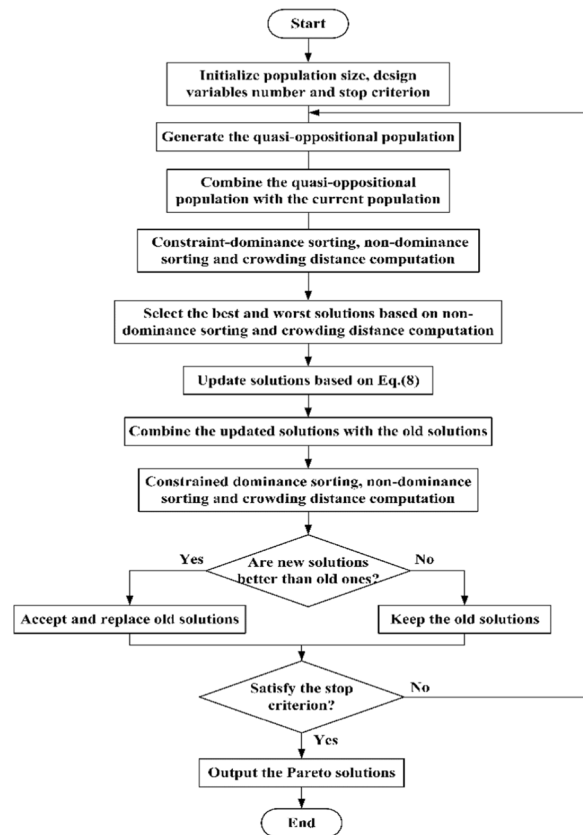 Start
Initialize population size, design
variables number and stop criterion
Generate the quasi-oppositional population
Combine the quasi-oppositional
population with the current population
Constraint-dominance sorting, non-dominance
sorting and crowding distance computation
Select the best and worst solutions based on non-
dominance sorting and crowding distance computation
Update solutions based on Eq.(8)
Combine the updated solutions with the old solutions
Constrained dominance sorting, non-dominance
sorting and crowding distance computation
Are new solutions
better than old ones?
Yes
No
Accept and replace old solutions
Keep the old solutions
Satisfy the stop
criterion?
No
Yes
Output the Pareto solutions
End